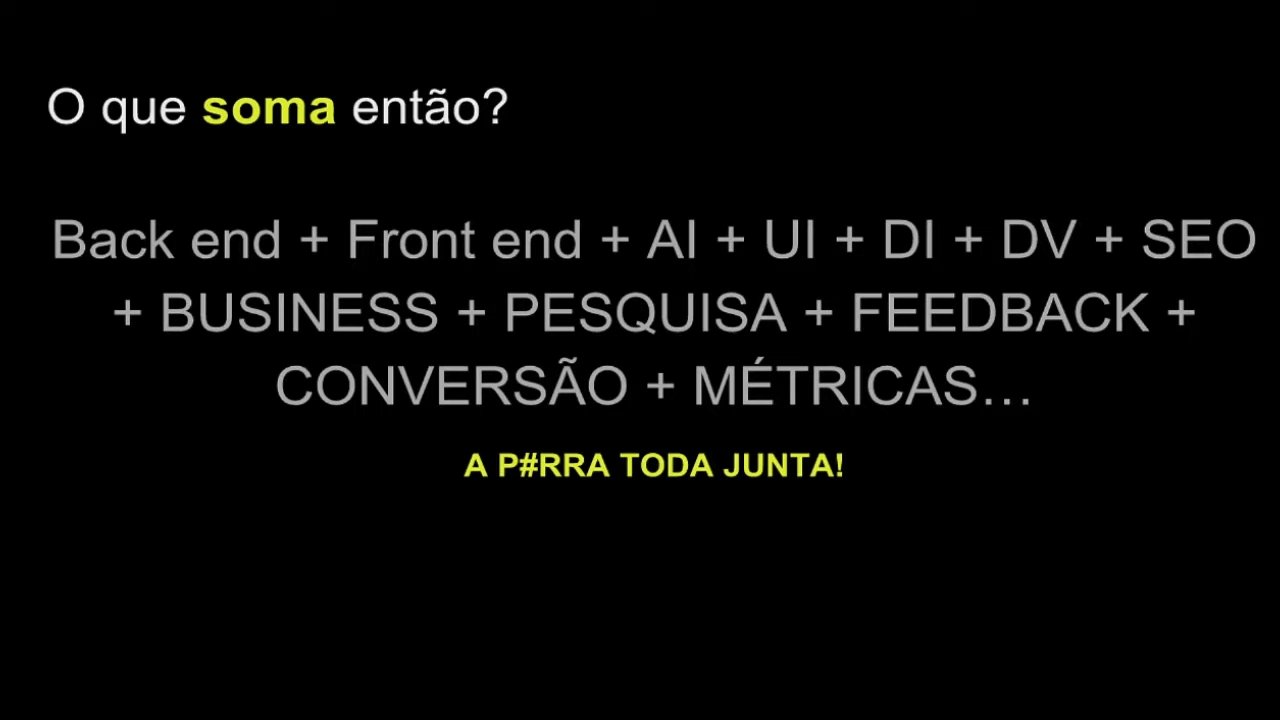 O que soma então?
Back end + Front end + AI + UI + DI + DV + SEO
+ BUSINESS + PESQUISA + FEEDBACK +
CONVERSÃO + MÉTRICAS…
A P#RRA TODA JUNTA!